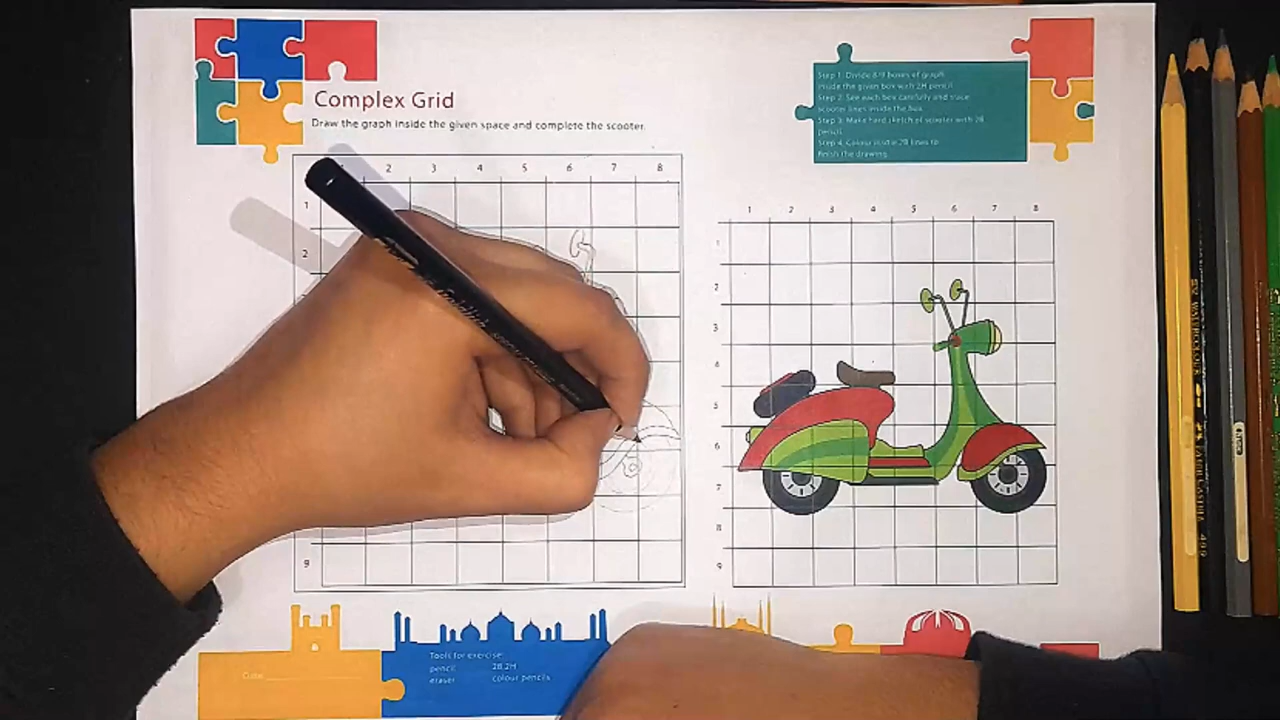 Complex Grid
Draw the graph inside the given space and complete the scooter.
Step 1: Divide 8/9 boxes of graph
inside the given box with 2H pencil
Step 2: See each box carefully and trace
scooter lines inside the box.
Step 3: Make hard sketch of scooter with 2B
pencil.
Step 4: Colour
2B lines to
finish the drawing.
2 3 4 5 6 7 8
1
2
9
1 2 3 4 5 6 7 8
1
2
3
4
5
6
7
8
9
Tools for exercise:
pencil 2B,2H
eraser colour pencils
Date